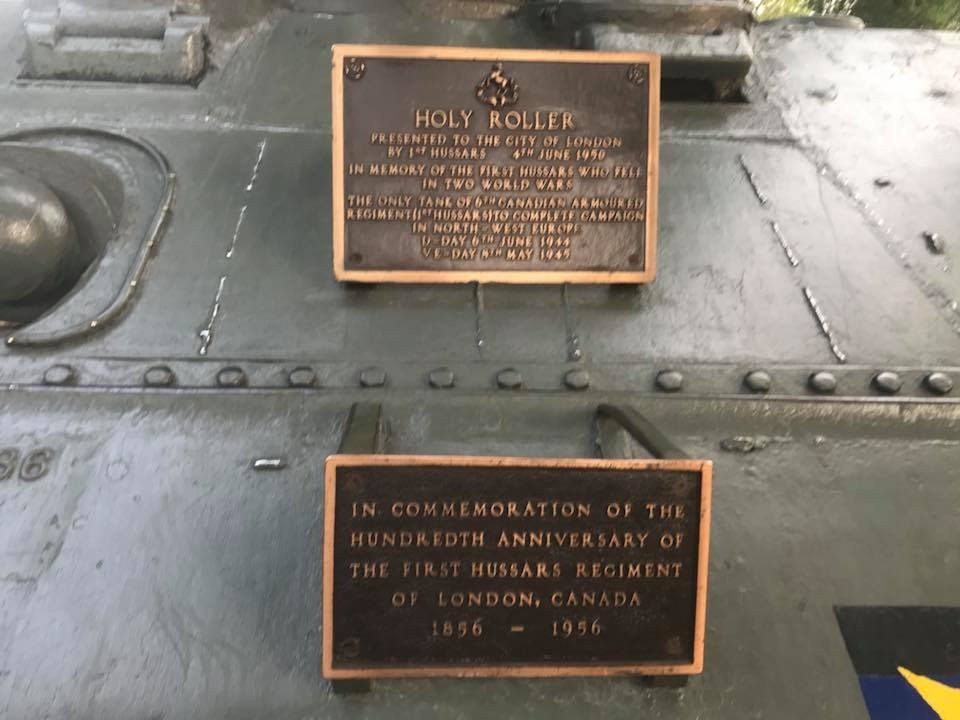 HOLY ROLLER
PRESENTED TO THE CITY OF LONDON
BY 1ST HUSSARS 4TH JUNE 1950
IN MEMORY OF THE FIRST HUSSARS WHO FELL
IN TWO WORLD WARS
THE ONLY TANK OF 6TH CANADIAN ARMOURED
REGIMENT (1ST HUSSARS) TO COMPLETE CAMPAIGN
IN NORTH-WEST EUROPE
D-DAY 6TH JUNE 1944
VE-DAY 8TH MAY 1945
96
IN COMMEMORATION OF THE
HUNDREDTH ANNIVERSARY OF
THE FIRST HUSSARS REGIMENT
OF LONDON, CANADA
1856 - 1956